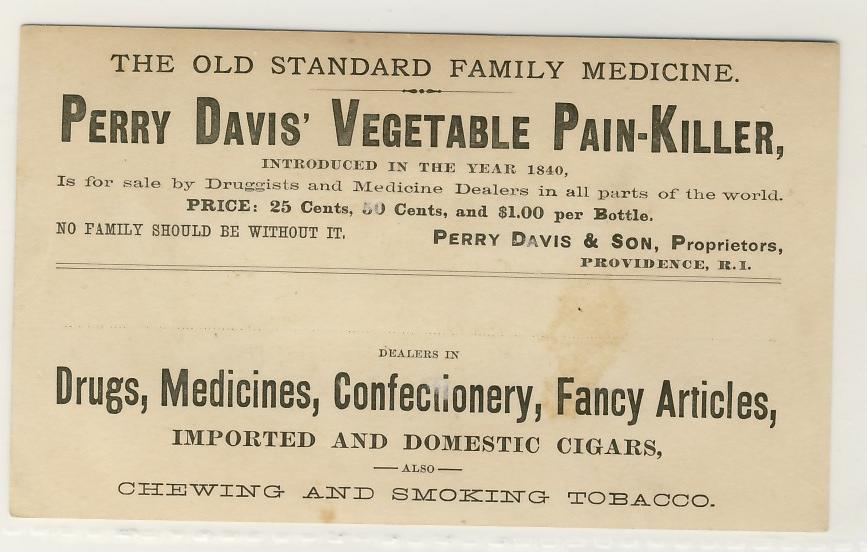 THE OLD STANDARD FAMILY MEDICINE.
PERRY DAVIS' VEGETABLE PAIN-KILLER,
INTRODUCED IN THE YEAR 1840,
Is for sale by Druggists and Medicine Dealers in all parts of the world.
PRICE: 25 Cents, 50 Cents, and $1.00 per Bottle.
NO FAMILY SHOULD BE WITHOUT IT.
PERRY DAVIS & SON, Proprietors,
PROVIDENCE, R.I.
DEALERS IN
Drugs, Medicines, Confectionery, Fancy Articles,
IMPORTED AND DOMESTIC CIGARS,
ALSO
CHEWING AND SMOKING TOBACCO.